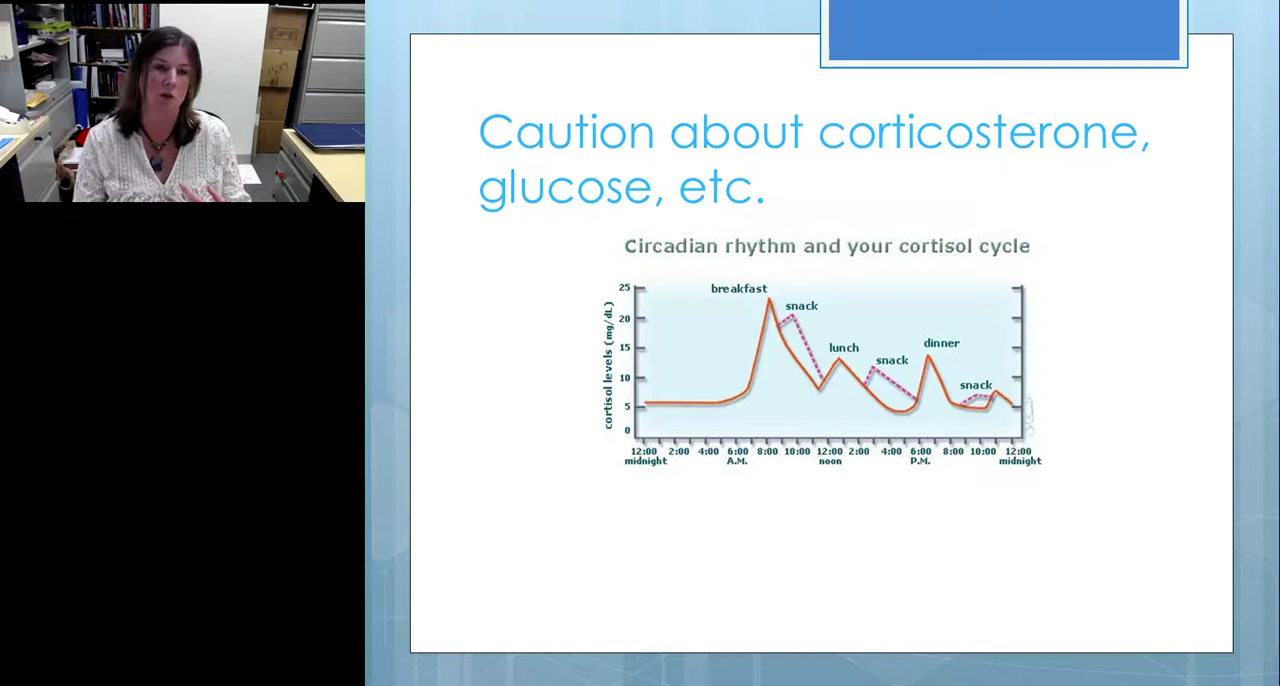 Caution about corticosterone,
glucose, etc.
Circadian rhythm and your cortisol cycle
cortisol levels (mg/dL)
25
20
15
10
5
0
breakfast
snack
lunch
snack
dinner
snack
12:00 2:00 4:00 6:00 8:00 10:00 12:00 2:00 4:00 6:00 8:00 10:00 12:00
midnight A.M. noon P.M. midnight